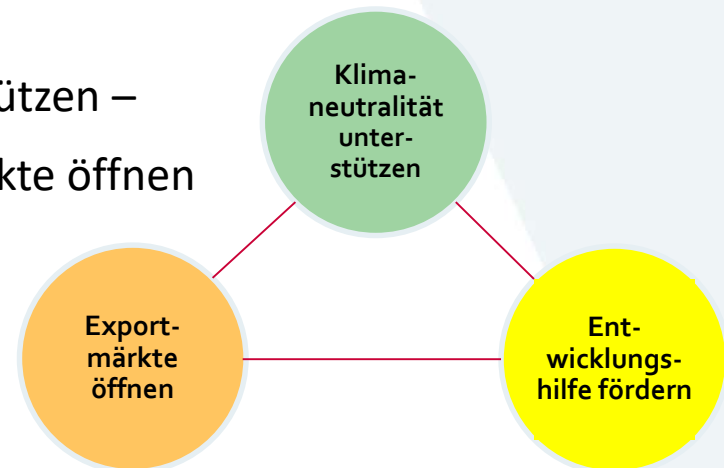 ützen –
kte öffnen
Klima-
neutralität
unter-
stützen
Export-
märkte
öffnen
Ent-
wicklungs-
hilfe fördern